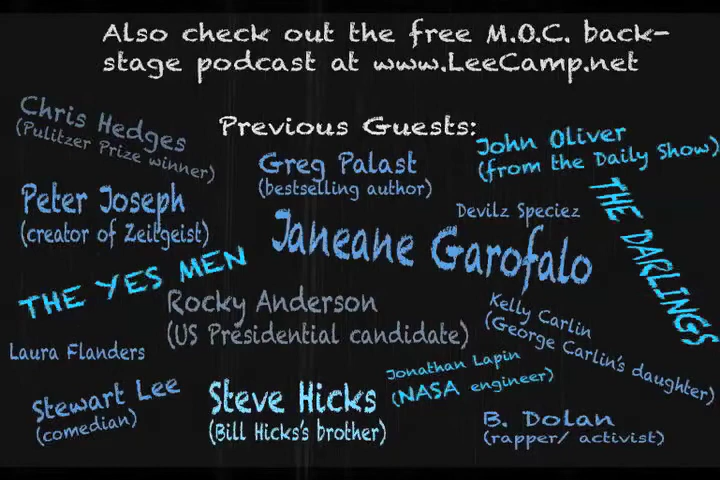 Also check out the free M.O.C. back-
stage podcast at www.LeeCamp.net
Previous Guests:
Chris Hedges
(Pulitzer Prize winner)
Greg Palast
(bestselling author)
John Oliver
(from the Daily Show)
Peter Joseph
(creator of Zeitgeist)
Devilz Speciez
Janeane Garofalo
THE DARLINGS
THE YES MEN
Rocky Anderson
(US Presidential candidate)
Kelly Carlin
(George Carlin's daughter)
Laura Flanders
Jonathan Lapin
(NASA engineer)
Stewart Lee
(comedian)
Steve Hicks
(Bill Hicks's brother)
B. Dolan
(rapper/ activist)